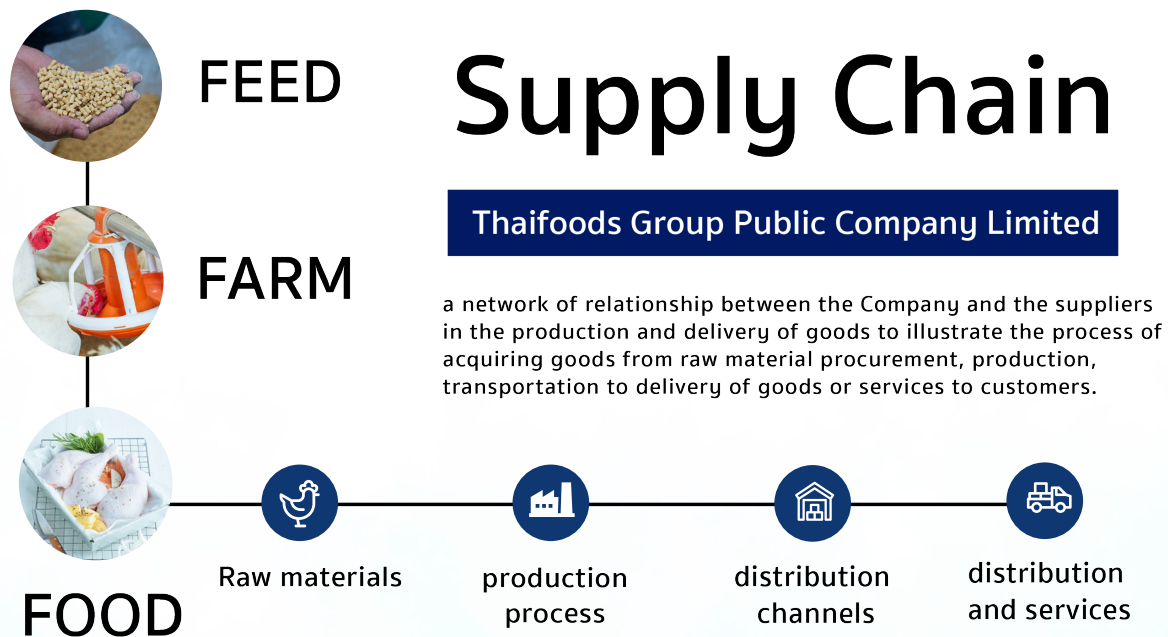 FEED
Supply Chain
Thaifoods Group Public Company Limited
FARM
a network of relationship between the Company and the suppliers
in the production and delivery of goods to illustrate the process of
acquiring goods from raw material procurement, production,
transportation to delivery of goods or services to customers.
FOOD
Raw materials
production
process
distribution
channels
distribution
and services